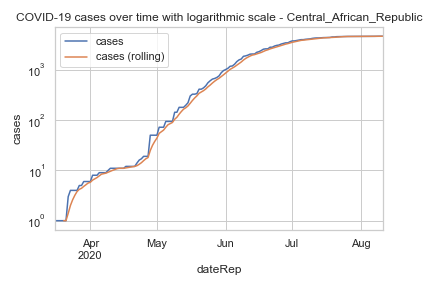 COVID-19 cases over time with logarithmic scale - Central_African_Republic
cases
cases (rolling)
10³
10²
10¹
10⁰
cases
Apr
2020
May
Jun
Jul
Aug
dateRep